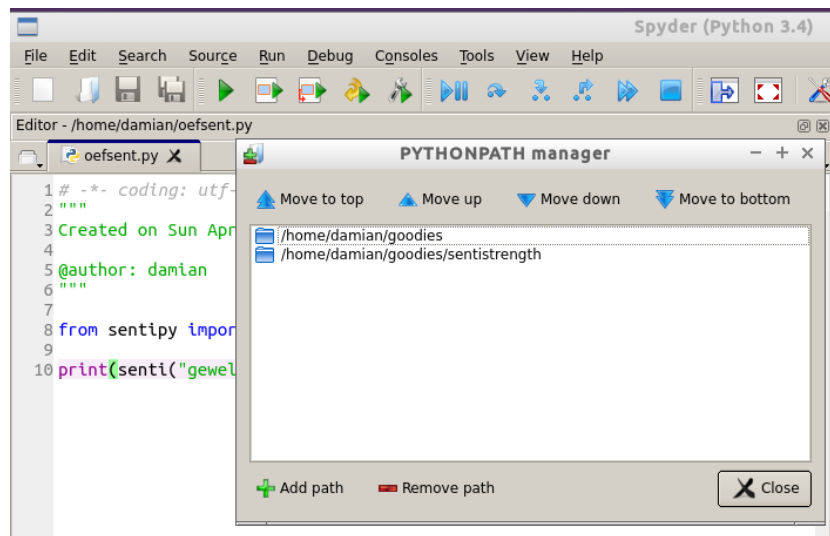 Spyder (Python 3.4)
File Edit Search Source Run Debug Consoles Tools View Help
Editor - /home/damian/oefsent.py
oefsent.py
PYTHONPATH manager
Move to top Move up Move down Move to bottom
/home/damian/goodies
/home/damian/goodies/sentistrength
Add path Remove path Close
1 # -*- coding: utf-
2 """
3 Created on Sun Apr
4
5 @author: damian
6 """
7
8 from sentipy impor
9
10 print(senti("gewel